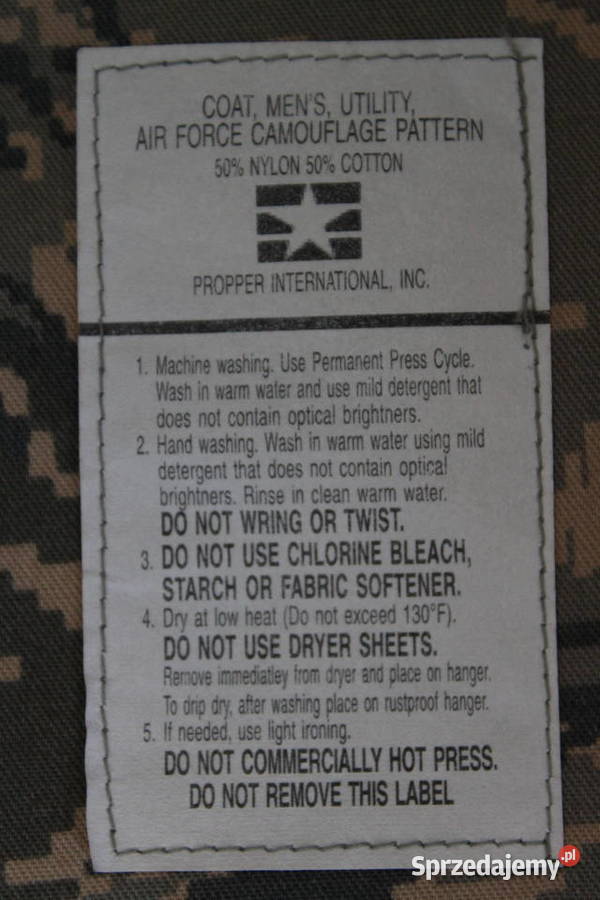 COAT, MEN'S, UTILITY,
AIR FORCE CAMOUFLAGE PATTERN
50% NYLON 50% COTTON
PROPPER INTERNATIONAL, INC.
1. Machine washing. Use Permanent Press Cycle.
Wash in warm water and use mild detergent that
does not contain optical brightners.
2. Hand washing. Wash in warm water using mild
detergent that does not contain optical
brightners. Rinse in clean warm water.
DO NOT WRING OR TWIST.
3. DO NOT USE CHLORINE BLEACH,
STARCH OR FABRIC SOFTENER.
4. Dry at low heat (Do not exceed 130°F).
DO NOT USE DRYER SHEETS.
Remove immediatley from dryer and place on hanger.
To drip dry, after washing place on rustproof hanger.
5. If needed, use light ironing.
DO NOT COMMERCIALLY HOT PRESS.
DO NOT REMOVE THIS LABEL
Sprzedajemy.pl